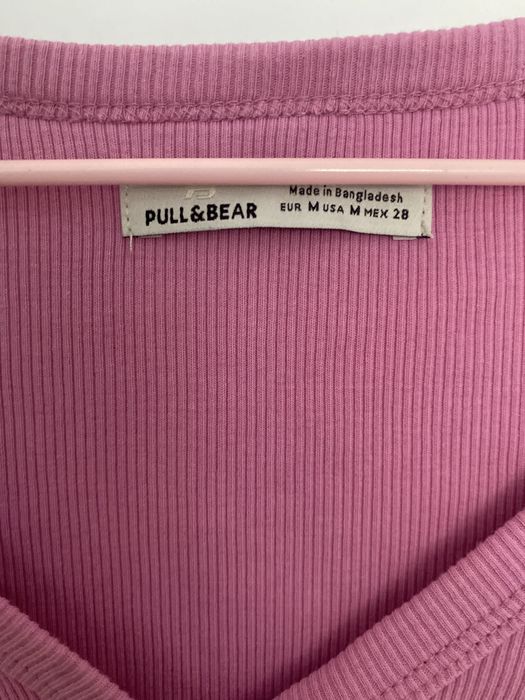 Made in Bangladesh
PULL&BEAR EUR M USA M MEX 28